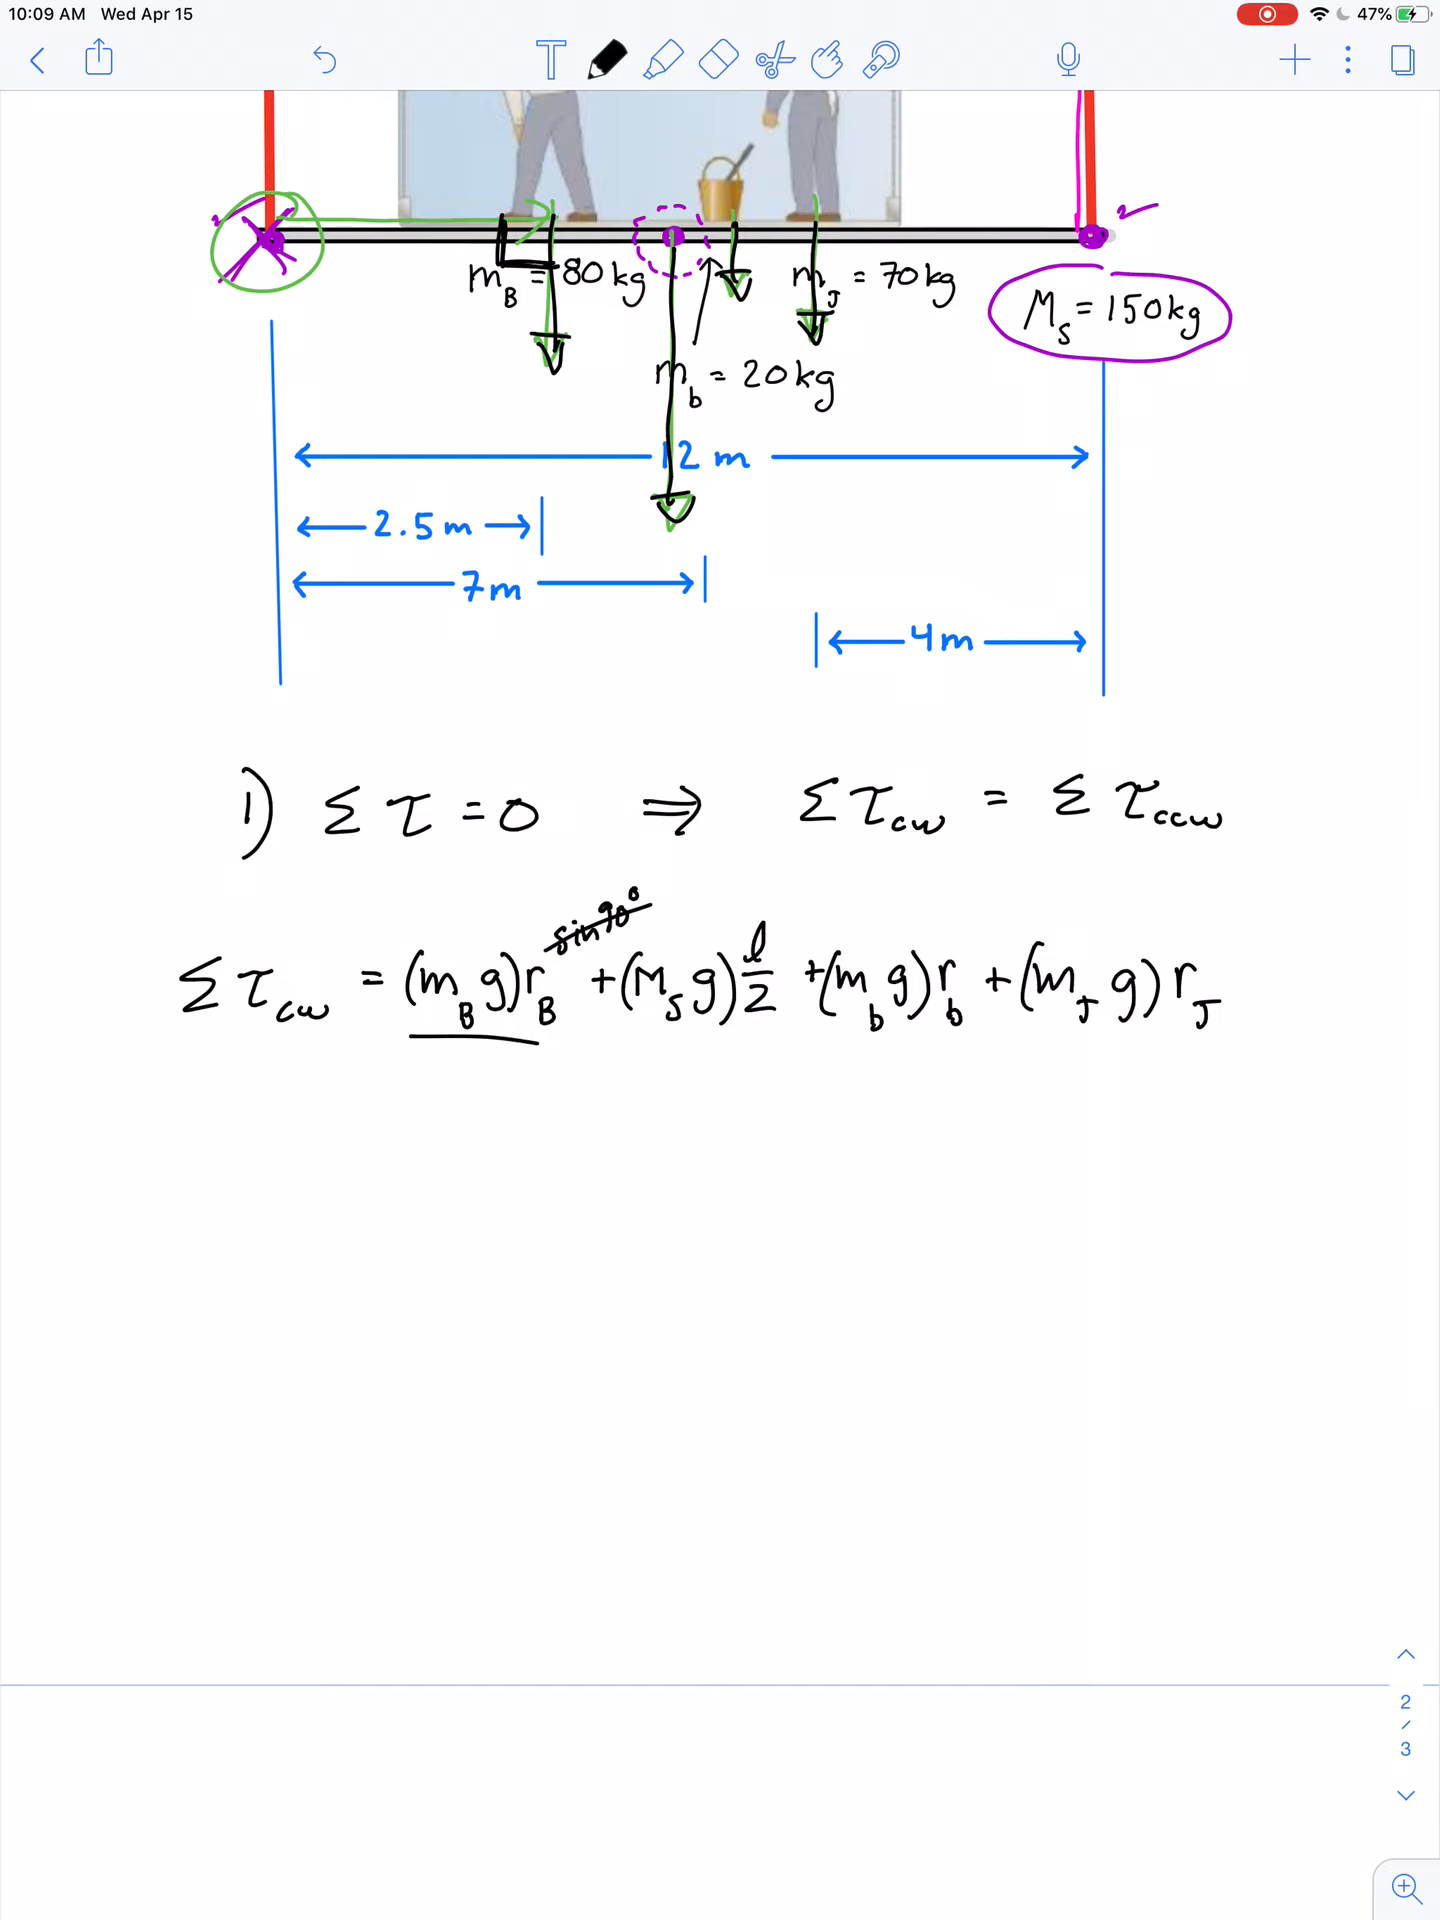 10:09 AM Wed Apr 15 47%
m_B = 80 kg
m_J = 70 kg
M_s = 150 kg
m_b = 20 kg
12 m
2.5 m
7 m
4 m
1) Σ τ = 0 ⇒ Σ τ_cw = Σ τ_ccw
sin 90°
Σ τ_cw = (m_B g) r_B + (M_s g) l/2 + (m_b g) r_b + (m_J g) r_J
2
/
3